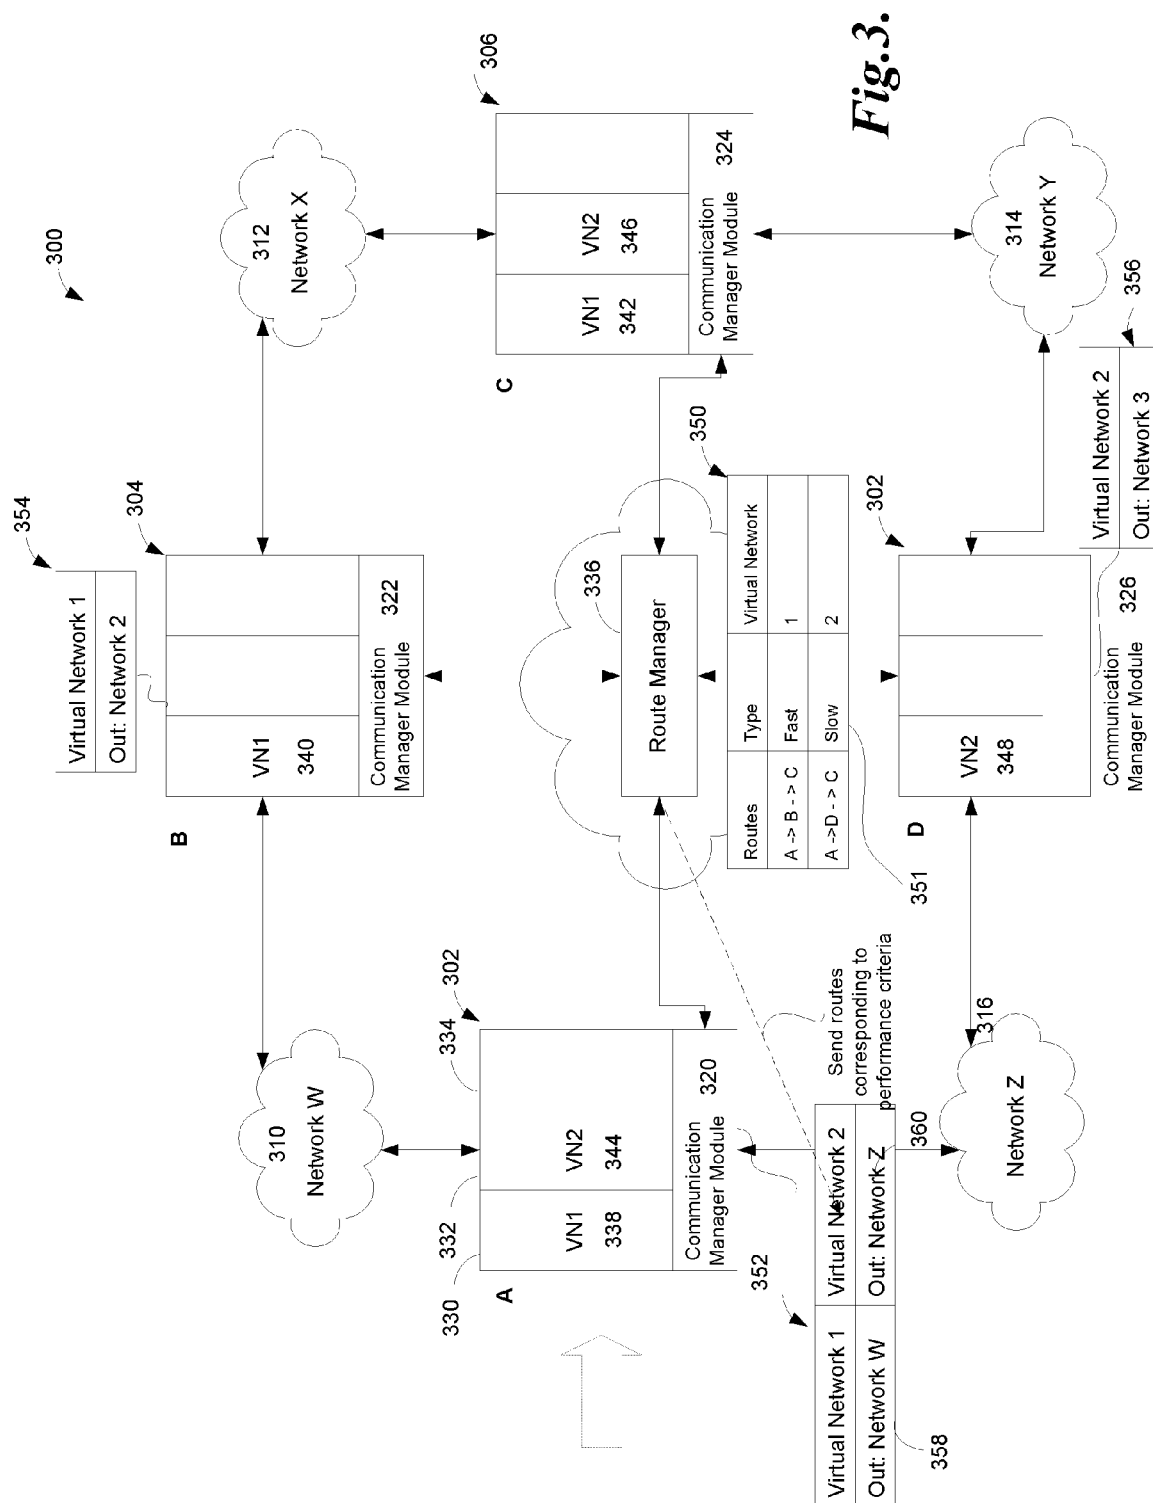 300
354
Virtual Network 1
Out: Network 2
304
B
VN1
340
Communication
Manager Module
322
310
Network W
312
Network X
306
C
VN1
342
VN2
346
Communication
Manager Module
324
330
332
334
302
A
VN1
338
VN2
344
Communication
Manager Module
320
336
Route Manager
350
Routes
Type
Virtual Network
A -> B - > C
Fast
1
A ->D - > C
Slow
2
351
Send routes
corresponding to
performance criteria
352
Virtual Network 1
Virtual Network 2
Out: Network W
Out: Network Z
358
360
316
Network Z
302
D
VN2
348
Communication
Manager Module
326
314
Network Y
356
Virtual Network 2
Out: Network 3
Fig.3.